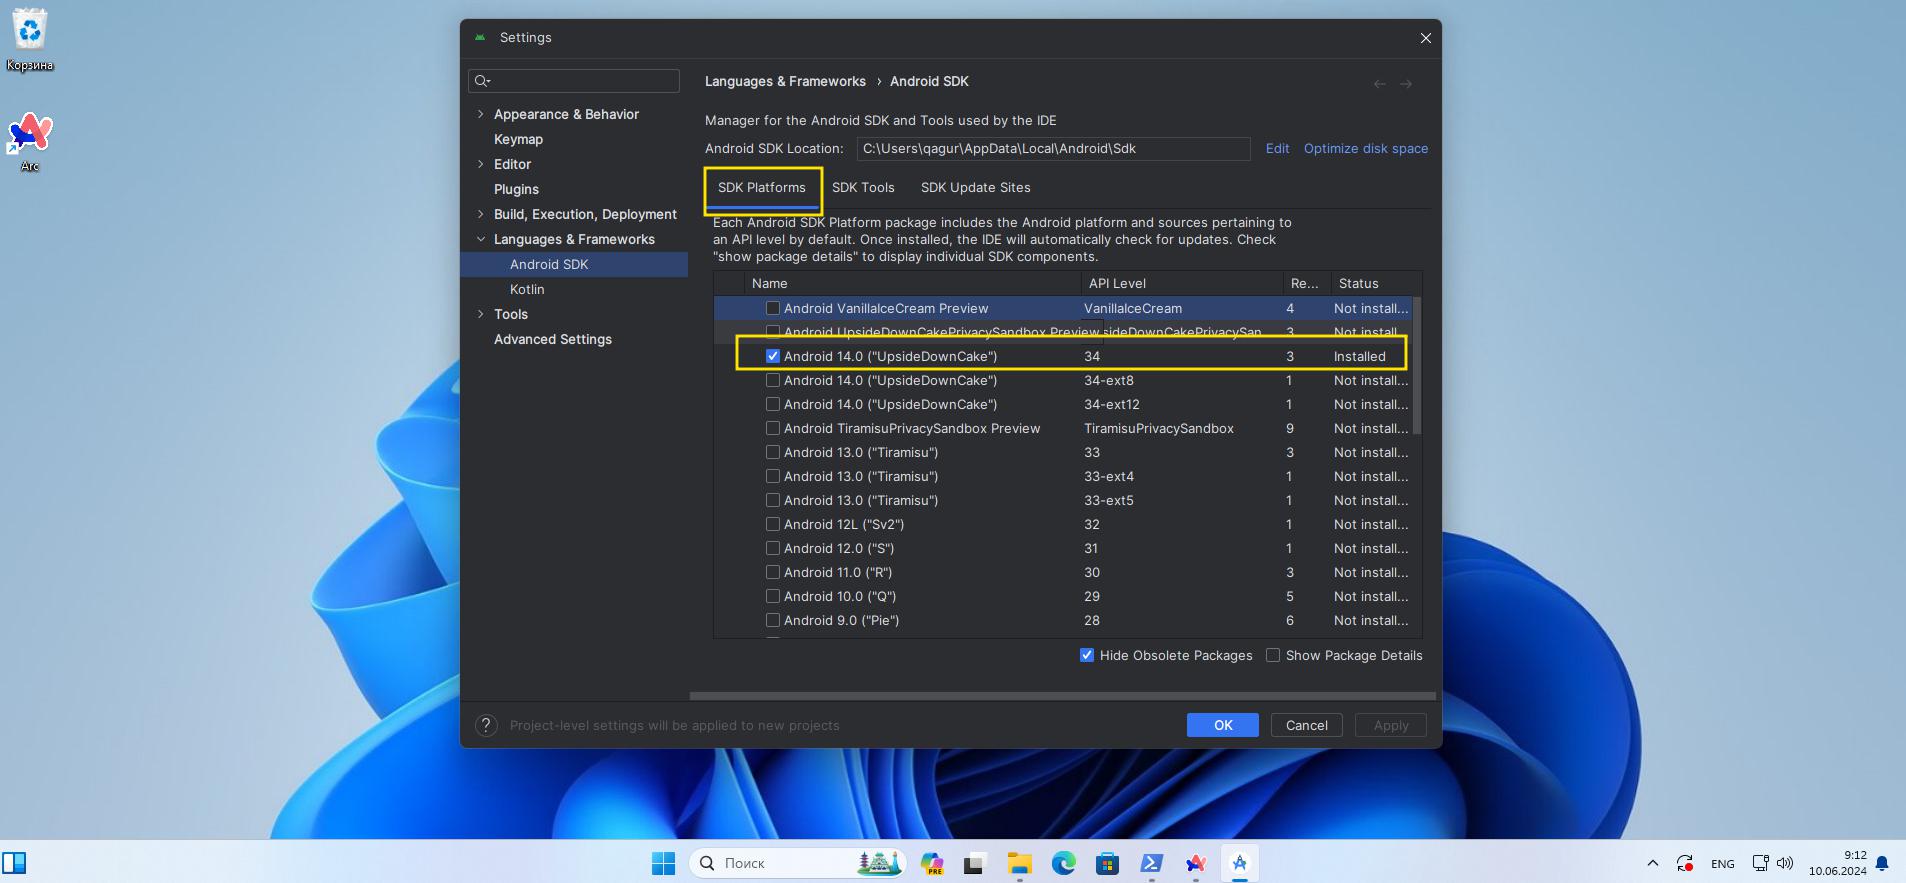 Корзина
Arc
Settings
Languages & Frameworks › Android SDK
Appearance & Behavior
Keymap
Editor
Plugins
Build, Execution, Deployment
Languages & Frameworks
Android SDK
Kotlin
Tools
Advanced Settings
Manager for the Android SDK and Tools used by the IDE
Android SDK Location: C:\Users\qagur\AppData\Local\Android\Sdk Edit Optimize disk space
SDK Platforms SDK Tools SDK Update Sites
Each Android SDK Platform package includes the Android platform and sources pertaining to
an API level by default. Once installed, the IDE will automatically check for updates. Check
"show package details" to display individual SDK components.
Name API Level Re... Status
Android VanillaIceCream Preview VanillaIceCream 4 Not install...
Android UpsideDownCakePrivacySandbox Preview sideDownCakePrivacySan 3 Not install
Android 14.0 ("UpsideDownCake") 34 3 Installed
Android 14.0 ("UpsideDownCake") 34-ext8 1 Not install...
Android 14.0 ("UpsideDownCake") 34-ext12 1 Not install...
Android TiramisuPrivacySandbox Preview TiramisuPrivacySandbox 9 Not install...
Android 13.0 ("Tiramisu") 33 3 Not install...
Android 13.0 ("Tiramisu") 33-ext4 1 Not install...
Android 13.0 ("Tiramisu") 33-ext5 1 Not install...
Android 12L ("Sv2") 32 1 Not install...
Android 12.0 ("S") 31 1 Not install...
Android 11.0 ("R") 30 3 Not install...
Android 10.0 ("Q") 29 5 Not install...
Android 9.0 ("Pie") 28 6 Not install...
Hide Obsolete Packages Show Package Details
? Project-level settings will be applied to new projects OK Cancel Apply
Поиск
PRE
ENG
9:12
10.06.2024